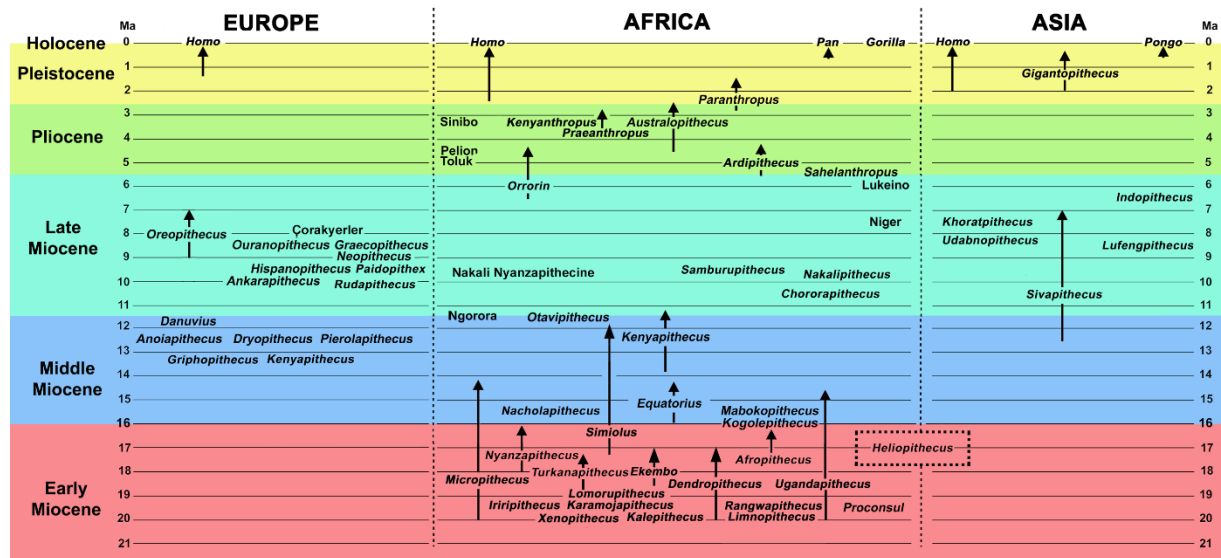 Ma EUROPE AFRICA ASIA Ma
Holocene 0 Homo Homo Pan Gorilla Homo Pongo 0
Pleistocene 1 Gigantopithecus 1
2 Paranthropus 2
3 Sinibo Kenyanthropus Australopithecus 3
Praeanthropus
Pliocene 4 4
Pelion
5 Toluk Ardipithecus 5
Sahelanthropus
6 Orrorin Lukeino 6
Indopithecus
7 7
Niger Khoratpithecus
Late Miocene 8 Oreopithecus Çorakyerler 8
Ouranopithecus Graecopithecus Udabnopithecus Lufengpithecus
9 Neopithecus 9
Hispanopithecus Paidopitex Nakali Nyanzapithecine Samburupithecus Nakalipithecus
10 Ankarapithecus Rudapithecus 10
Chororapithecus Sivapithecus
11 11
Ngorora Otavipithecus
12 Danuvius 12
Anoiapithecus Dryopithecus Pierolapithecus Kenyapithecus
13 13
Griphopithecus Kenyapithecus
Middle Miocene 14 14
15 Equatorius 15
Nacholapithecus Mabokopithecus
16 Kogolepithecus 16
Simiolus
17 Nyanzapithecus Afropithecus Heliopithecus 17
18 Turkanapithecus Ekembo 18
Micropithecus Dendropithecus Ugandapithecus
Early Miocene 19 Lomorupithecus 19
Iriripithecus Karamojapithecus Rangwapithecus Proconsul
20 Xenopithecus Kalepithecus Limnopithecus 20
21 21